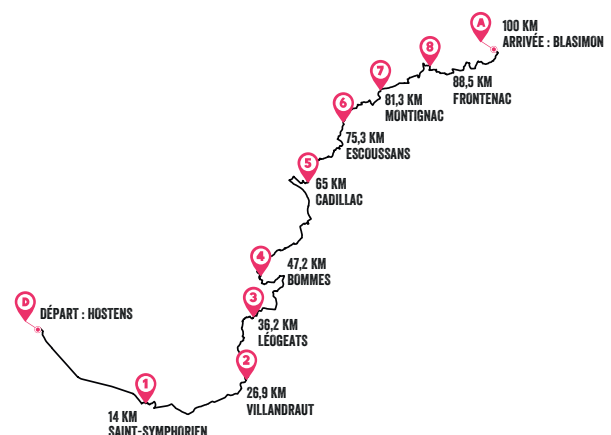 D
DÉPART : HOSTENS
1
14 KM
SAINT-SYMPHORIEN
2
26,9 KM
VILLANDRAUT
3
36,2 KM
LÉOGEATS
4
47,2 KM
BOMMES
5
65 KM
CADILLAC
6
75,3 KM
ESCOUSSANS
7
81,3 KM
MONTIGNAC
8
88,5 KM
FRONTENAC
A
100 KM
ARRIVÉE : BLASIMON